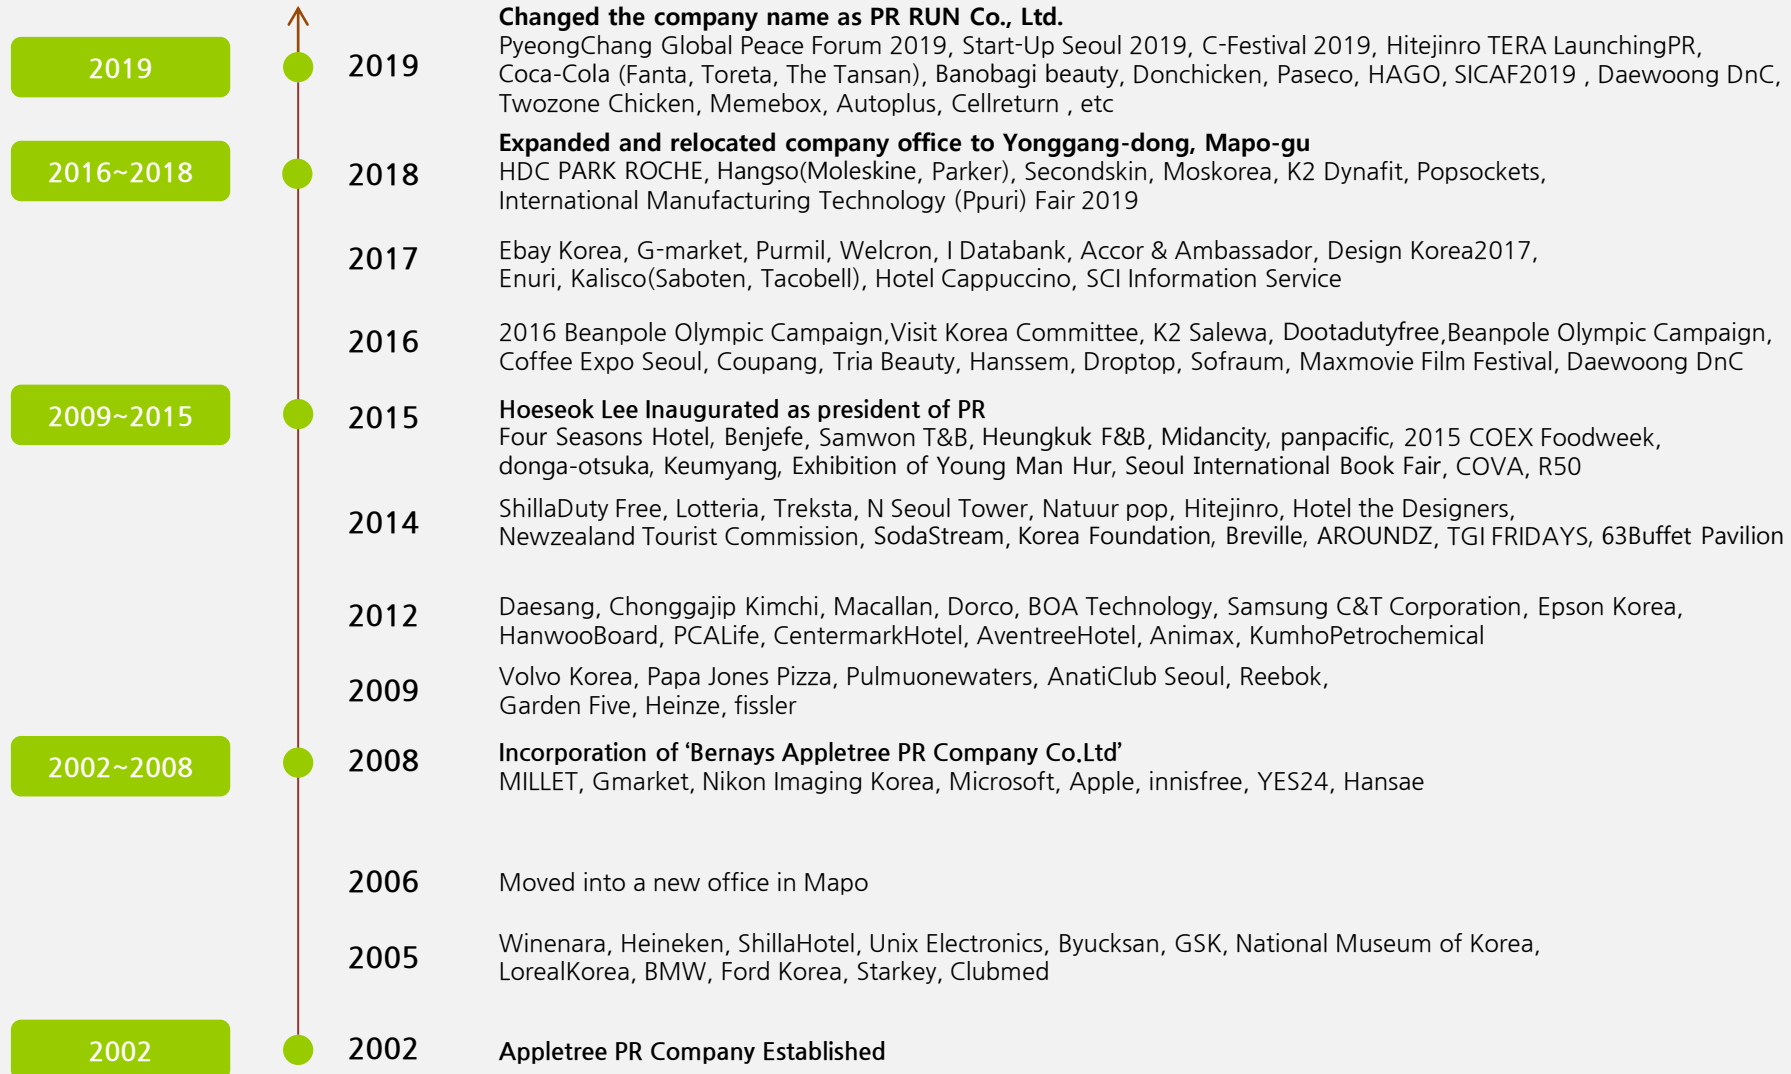 Changed the company name as PR RUN Co., Ltd.
2019
2019
PyeongChang Global Peace Forum 2019, Start-Up Seoul 2019, C-Festival 2019, Hitejinro TERA LaunchingPR,
Coca-Cola (Fanta, Toreta, The Tansan), Banobagi beauty, Donchicken, Paseco, HAGO, SICAF2019 , Daewoong DnC,
Twozone Chicken, Memebox, Autoplus, Cellreturn , etc
Expanded and relocated company office to Yonggang-dong, Mapo-gu
2016~2018
2018
HDC PARK ROCHE, Hangso(Moleskine, Parker), Secondskin, Moskorea, K2 Dynafit, Popsockets,
International Manufacturing Technology (Ppuri) Fair 2019
2017
Ebay Korea, G-market, Purmil, Welcron, I Databank, Accor & Ambassador, Design Korea2017,
Enuri, Kalisco(Saboten, Tacobell), Hotel Cappuccino, SCI Information Service
2016
2016 Beanpole Olympic Campaign,Visit Korea Committee, K2 Salewa, Dootadutyfree,Beanpole Olympic Campaign,
Coffee Expo Seoul, Coupang, Tria Beauty, Hanssem, Droptop, Sofraum, Maxmovie Film Festival, Daewoong DnC
2009~2015
2015
Hoeseok Lee Inaugurated as president of PR
Four Seasons Hotel, Benjefe, Samwon T&B, Heungkuk F&B, Midancity, panpacific, 2015 COEX Foodweek,
donga-otsuka, Keumyang, Exhibition of Young Man Hur, Seoul International Book Fair, COVA, R50
2014
ShillaDuty Free, Lotteria, Treksta, N Seoul Tower, Natuur pop, Hitejinro, Hotel the Designers,
Newzealand Tourist Commission, SodaStream, Korea Foundation, Breville, AROUNDZ, TGI FRIDAYS, 63Buffet Pavilion
2012
Daesang, Chonggajip Kimchi, Macallan, Dorco, BOA Technology, Samsung C&T Corporation, Epson Korea,
HanwooBoard, PCALife, CentermarkHotel, AventreeHotel, Animax, KumhoPetrochemical
2009
Volvo Korea, Papa Jones Pizza, Pulmuonewaters, AnatiClub Seoul, Reebok,
Garden Five, Heinze, fissler
2002~2008
2008
Incorporation of ‘Bernays Appletree PR Company Co.Ltd’
MILLET, Gmarket, Nikon Imaging Korea, Microsoft, Apple, innisfree, YES24, Hansae
2006
Moved into a new office in Mapo
2005
Winenara, Heineken, ShillaHotel, Unix Electronics, Byucksan, GSK, National Museum of Korea,
LorealKorea, BMW, Ford Korea, Starkey, Clubmed
2002
2002
Appletree PR Company Established